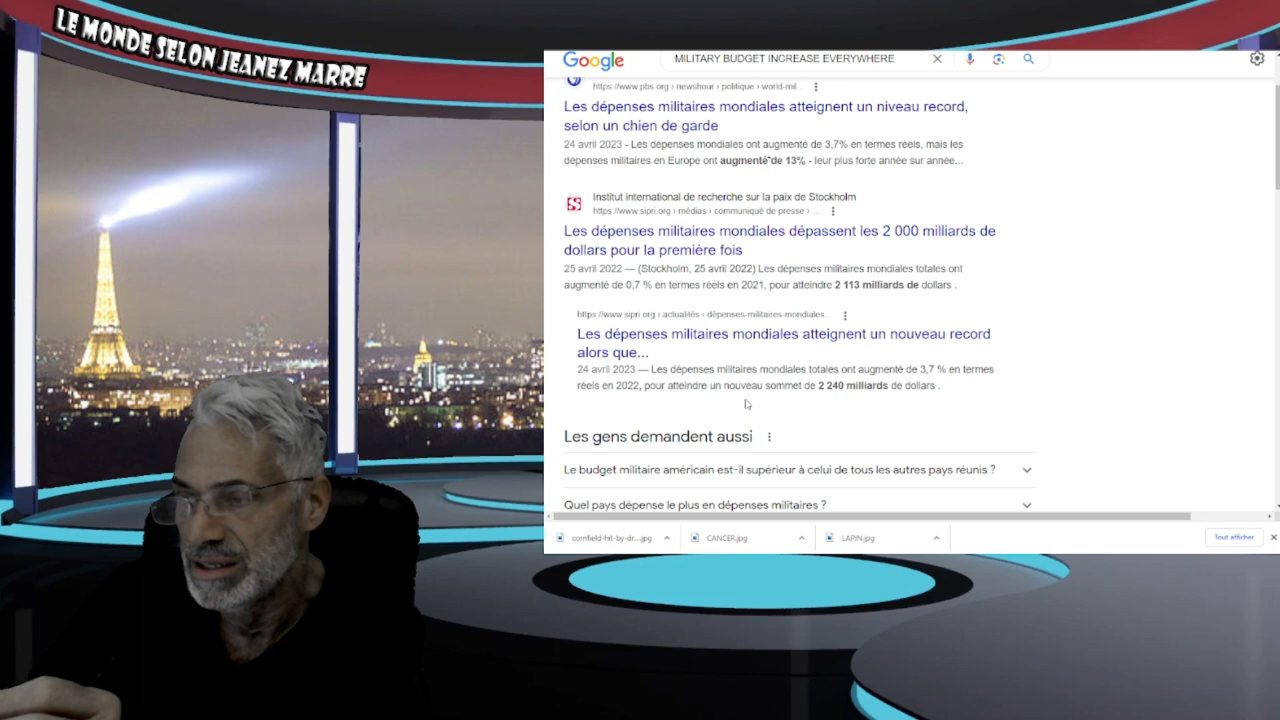 LE MONDE SELON JEANEZ MARRE
Google
MILITARY BUDGET INCREASE EVERYWHERE
https://www.pbs.org › newshour › politique › world-mil...
Les dépenses militaires mondiales atteignent un niveau record,
selon un chien de garde
24 avril 2023 - Les dépenses mondiales ont augmenté de 3,7% en termes réels, mais les
dépenses militaires en Europe ont augmenté de 13% - leur plus forte année sur année...
Institut international de recherche sur la paix de Stockholm
https://www.sipri.org › médias › communiqué de presse › ...
Les dépenses militaires mondiales dépassent les 2 000 milliards de
dollars pour la première fois
25 avril 2022 — (Stockholm, 25 avril 2022) Les dépenses militaires mondiales totales ont
augmenté de 0,7 % en termes réels en 2021, pour atteindre 2 113 milliards de dollars .
https://www.sipri.org › actualités › dépenses-militaires-mondiales...
Les dépenses militaires mondiales atteignent un nouveau record
alors que...
24 avril 2023 — Les dépenses militaires mondiales totales ont augmenté de 3,7 % en termes
réels en 2022, pour atteindre un nouveau sommet de 2 240 milliards de dollars .
Les gens demandent aussi
Le budget militaire américain est-il supérieur à celui de tous les autres pays réunis ?
Quel pays dépense le plus en dépenses militaires ?
cornfield-hit-by-dr...jpg
CANCER.jpg
LAPIN.jpg
Tout afficher